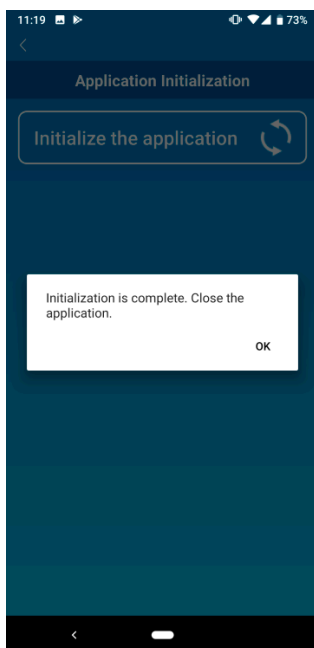 11:19 73%
Application Initialization
Initialize the application
Initialization is complete. Close the
application.
OK